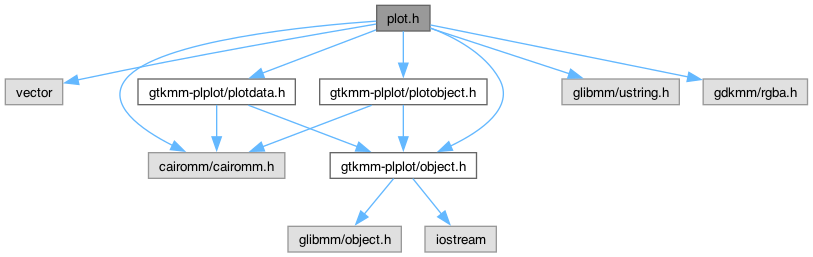 plot.h
vector
gtkmm-plplot/plotdata.h
gtkmm-plplot/plotobject.h
glibmm/ustring.h
gdkmm/rgba.h
cairomm/cairomm.h
gtkmm-plplot/object.h
glibmm/object.h
iostream